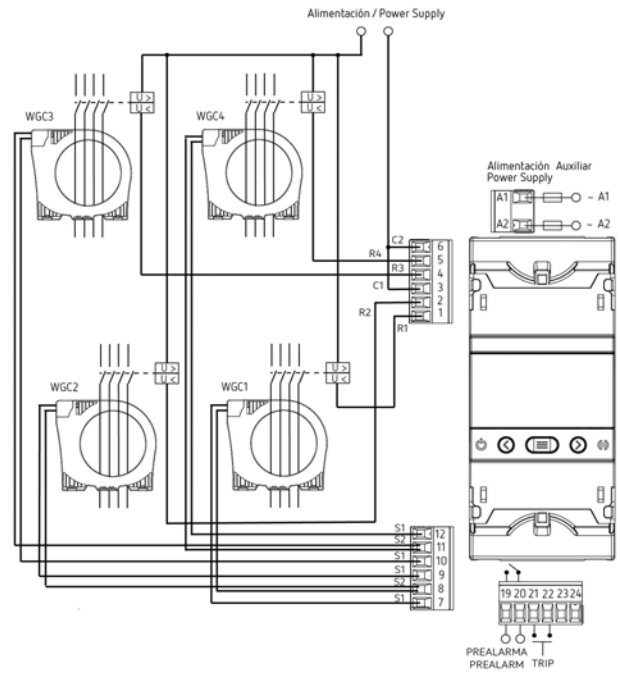 Alimentación / Power Supply
WGC3
U >
U <
WGC4
U >
U <
Alimentación Auxiliar
Power Supply
A1
~ A1
A2
~ A2
C2
6
R4
5
R3
4
C1
3
R2
2
R1
1
WGC2
U >
U <
WGC1
U >
U <
S1
12
S2
11
S1
10
S1
9
S2
8
S1
7
19 20 21 22 23 24
PREALARMA
PREALARM
TRIP